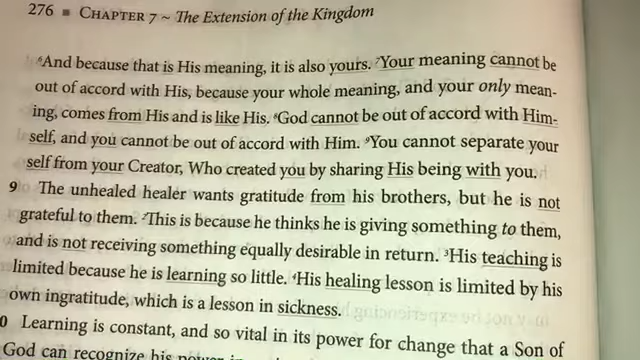 276 ■ CHAPTER 7 ~ The Extension of the Kingdom
⁶And because that is His meaning, it is also yours. ⁷Your meaning cannot be
out of accord with His, because your whole meaning, and your only mean-
ing, comes from His and is like His. ⁸God cannot be out of accord with Him-
self, and you cannot be out of accord with Him. ⁹You cannot separate your
self from your Creator, Who created you by sharing His being with you.
9 The unhealed healer wants gratitude from his brothers, but he is not
grateful to them. ²This is because he thinks he is giving something to them,
and is not receiving something equally desirable in return. ³His teaching is
limited because he is learning so little. ⁴His healing lesson is limited by his
own ingratitude, which is a lesson in sickness.
0 Learning is constant, and so vital in its power for change that a Son of
God can recognize his power in